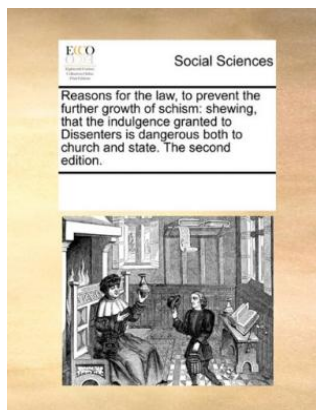 ECCO
Social Sciences
Reasons for the law, to prevent the
further growth of schism: shewing,
that the indulgence granted to
Dissenters is dangerous both to
church and state. The second
edition.